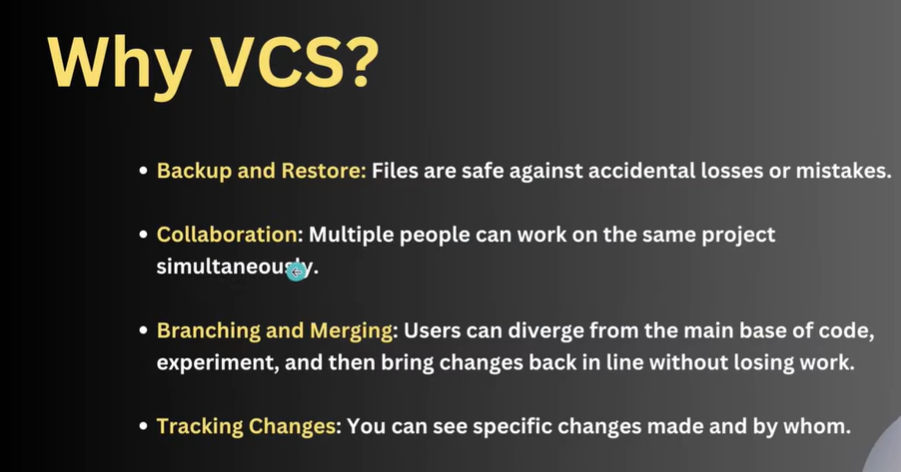 Why VCS?
• Backup and Restore: Files are safe against accidental losses or mistakes.
• Collaboration: Multiple people can work on the same project
simultaneously.
• Branching and Merging: Users can diverge from the main base of code,
experiment, and then bring changes back in line without losing work.
• Tracking Changes: You can see specific changes made and by whom.